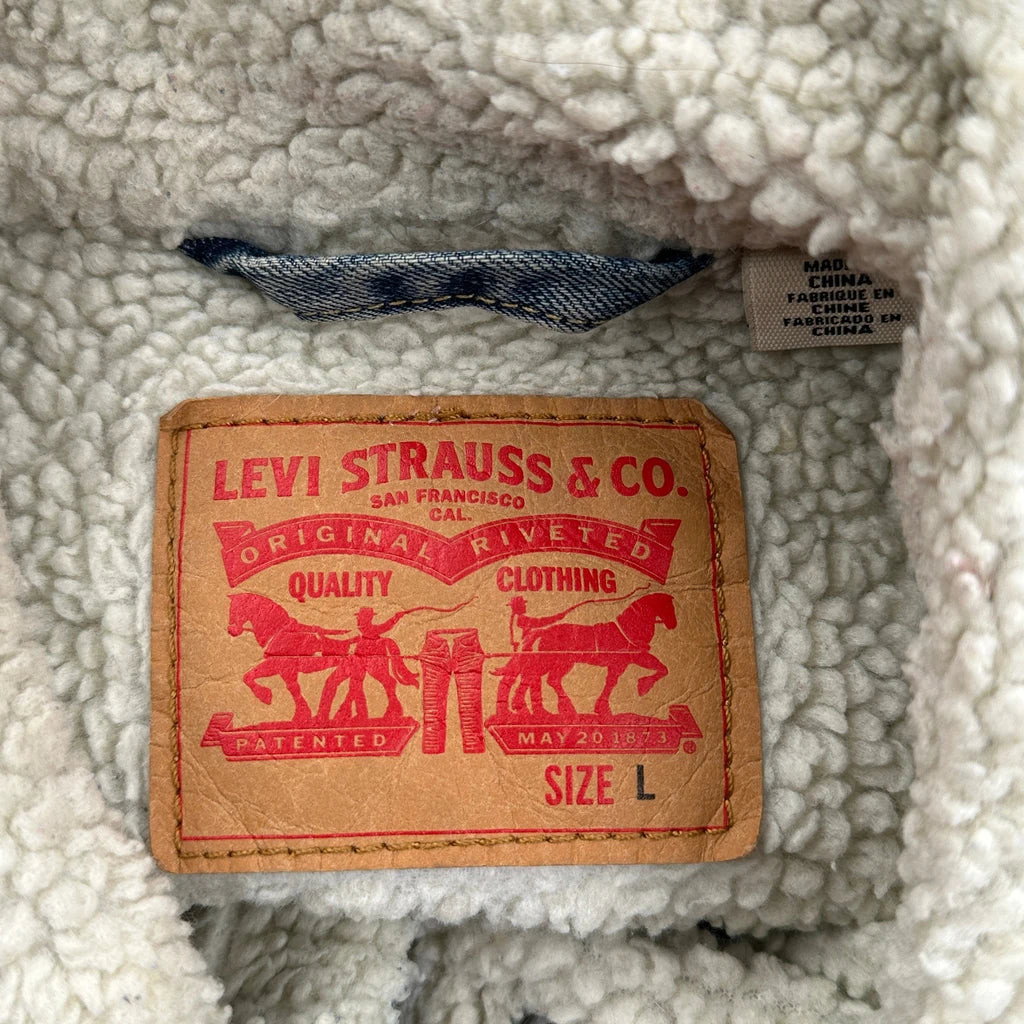 MADE
CHINA
FABRIQUE EN
CHINE
FABRICADO EN
CHINA
LEVI STRAUSS & CO.
SAN FRANCISCO
CAL.
ORIGINAL RIVETED
QUALITY CLOTHING
PATENTED MAY 20 1873 ®
SIZE L